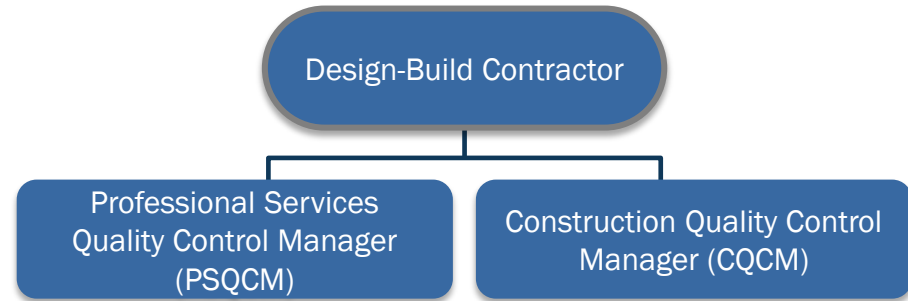 Design-Build Contractor
Professional Services
Quality Control Manager
(PSQCM)
Construction Quality Control
Manager (CQCM)